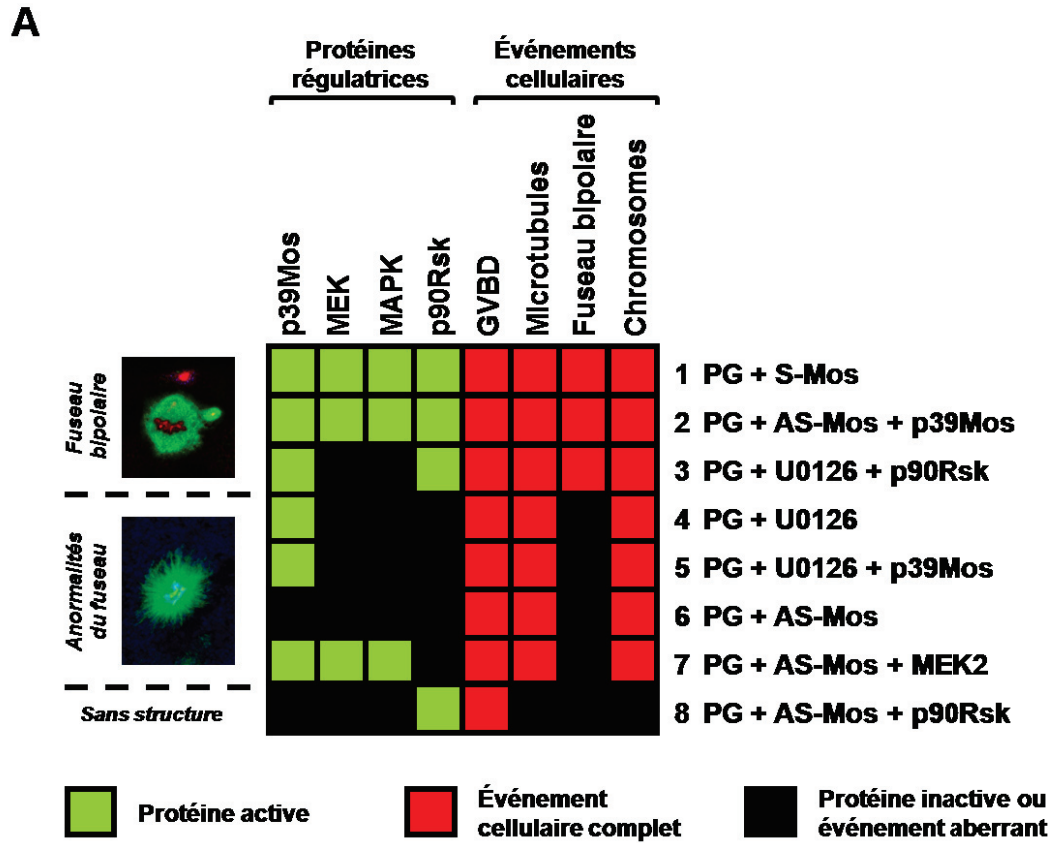 A
Protéines
régulatrices
Événements
cellulaires
p39Mos
MEK
MAPK
p90Rsk
GVBD
Microtubules
Fuseau bipolaire
Chromosomes
Fuseau
bipolaire
Anormalités
du fuseau
Sans structure
1 PG + S-Mos
2 PG + AS-Mos + p39Mos
3 PG + U0126 + p90Rsk
4 PG + U0126
5 PG + U0126 + p39Mos
6 PG + AS-Mos
7 PG + AS-Mos + MEK2
8 PG + AS-Mos + p90Rsk
Protéine active
Événement
cellulaire complet
Protéine inactive ou
événement aberrant